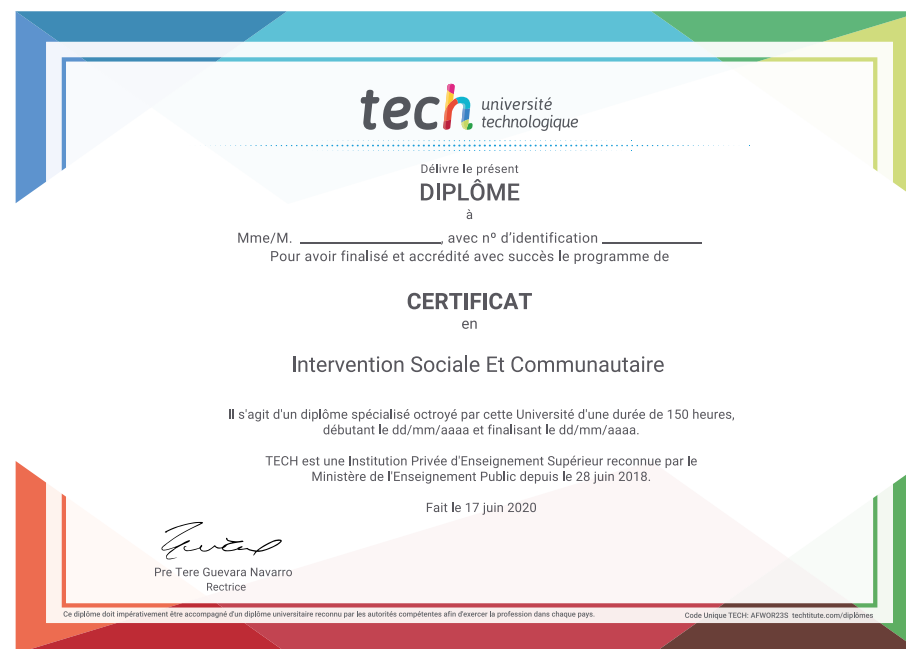 tech université
technologique
Délivre le présent
DIPLÔME
à
Mme/M. ____________________, avec nº d'identification ______________
Pour avoir finalisé et accrédité avec succès le programme de
CERTIFICAT
en
Intervention Sociale Et Communautaire
Il s'agit d'un diplôme spécialisé octroyé par cette Université d'une durée de 150 heures,
débutant le dd/mm/aaaa et finalisant le dd/mm/aaaa.
TECH est une Institution Privée d'Enseignement Supérieur reconnue par le
Ministère de l'Enseignement Public depuis le 28 juin 2018.
Fait le 17 juin 2020
Pre Tere Guevara Navarro
Rectrice
Ce diplôme doit impérativement être accompagné d'un diplôme universitaire reconnu par les autorités compétentes afin d'exercer la profession dans chaque pays.
Code Unique TECH: AFWOR23S techtitute.com/diplômes